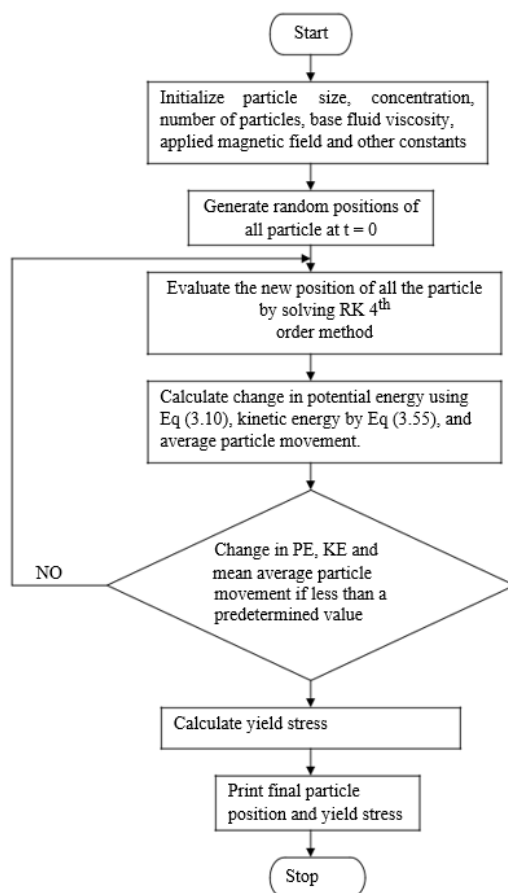 Start
Initialize particle size, concentration,
number of particles, base fluid viscosity,
applied magnetic field and other constants
Generate random positions of
all particle at t = 0
Evaluate the new position of all the particle
by solving RK 4th
order method
Calculate change in potential energy using
Eq (3.10), kinetic energy by Eq (3.55), and
average particle movement.
Change in PE, KE and
mean average particle
movement if less than a
predetermined value
NO
Calculate yield stress
Print final particle
position and yield stress
Stop